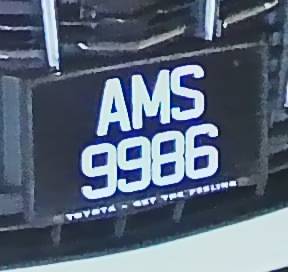 AMS
9986
TOYOTA - GET THE FEELING